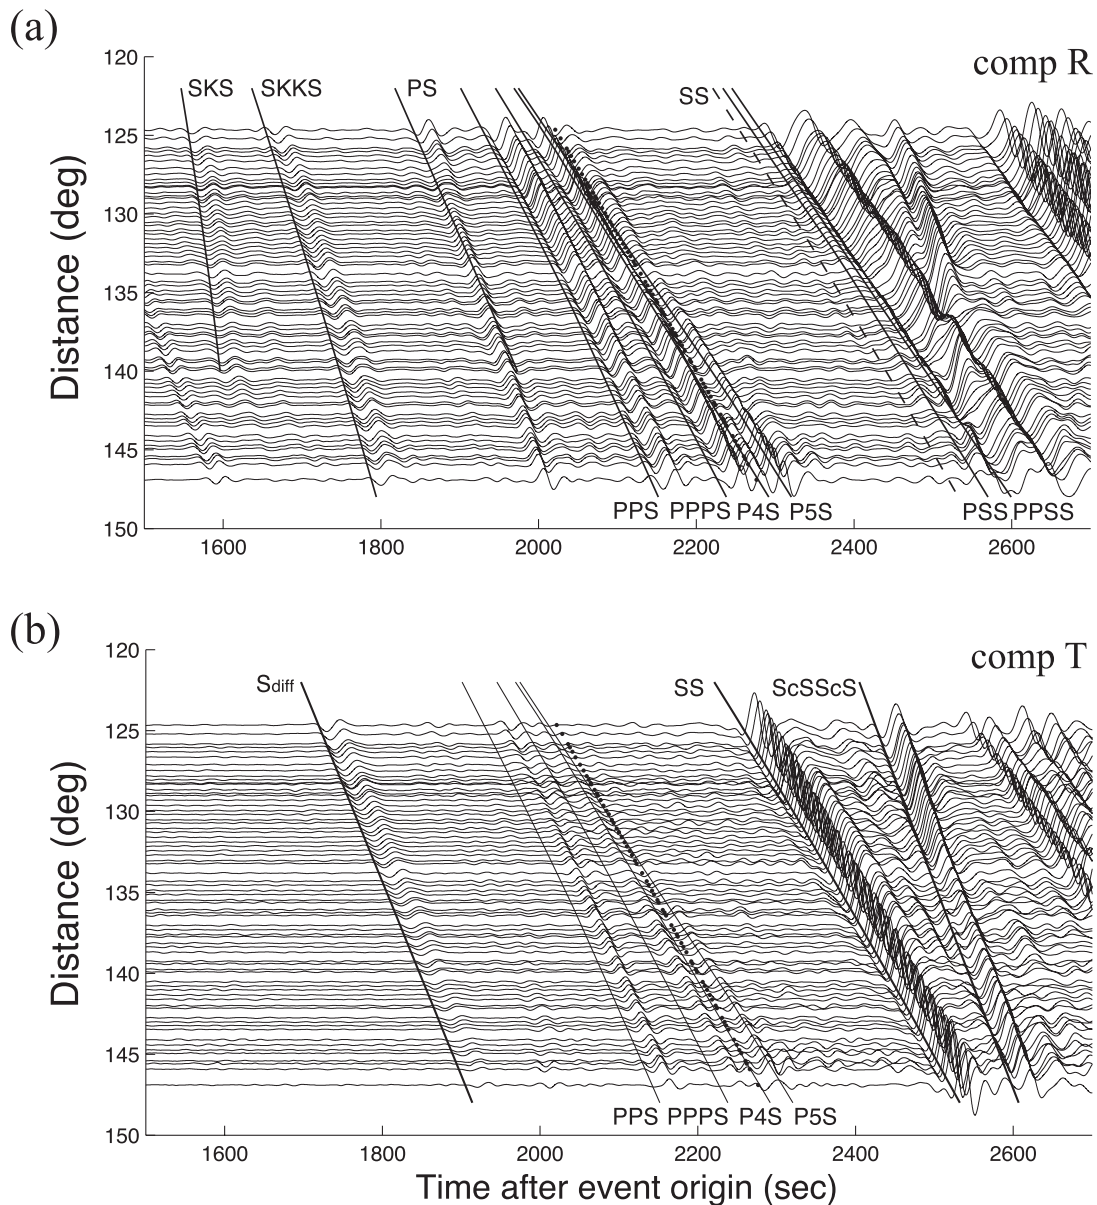 (a)
comp R
120
125
130
135
140
145
150
Distance (deg)
SKS
SKKS
PS
SS
PPS
PPPS
P4S
P5S
PSS
PPSS
1600
1800
2000
2200
2400
2600
(b)
comp T
120
125
130
135
140
145
150
Distance (deg)
Sdiff
SS
ScSScS
PPS
PPPS
P4S
P5S
1600
1800
2000
2200
2400
2600
Time after event origin (sec)